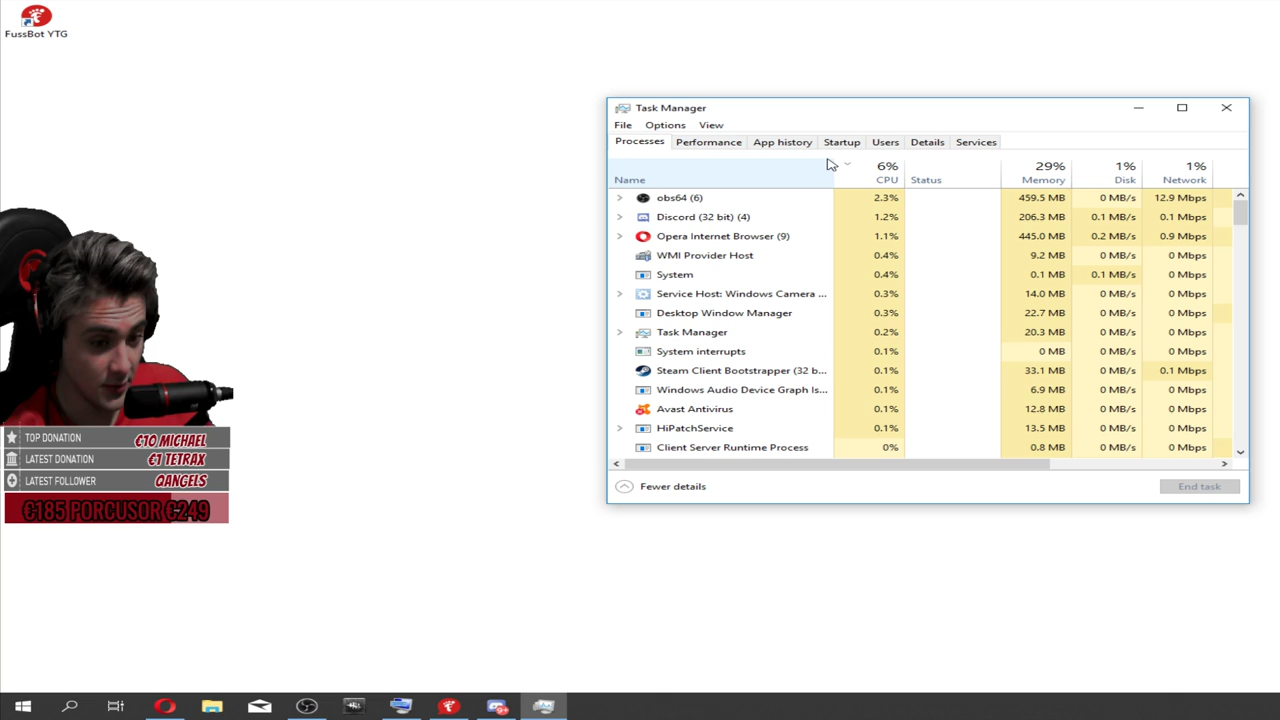 FussBot YTG
Task Manager
File Options View
Processes Performance App history Startup Users Details Services
6% 29% 1% 1%
Name CPU Status Memory Disk Network
obs64 (6) 2.3% 459.5 MB 0 MB/s 12.9 Mbps
Discord (32 bit) (4) 1.2% 206.3 MB 0.1 MB/s 0.1 Mbps
Opera Internet Browser (9) 1.1% 445.0 MB 0.2 MB/s 0.9 Mbps
WMI Provider Host 0.4% 9.2 MB 0 MB/s 0 Mbps
System 0.4% 0.1 MB 0.1 MB/s 0 Mbps
Service Host: Windows Camera ... 0.3% 14.0 MB 0 MB/s 0 Mbps
Desktop Window Manager 0.2% 22.7 MB 0 MB/s 0 Mbps
Task Manager 0.2% 20.3 MB 0 MB/s 0 Mbps
System interrupts 0.1% 0 MB 0 MB/s 0 Mbps
Steam Client Bootstrapper (32 b... 0.1% 33.1 MB 0 MB/s 0.1 Mbps
Windows Audio Device Graph Is... 0.1% 6.9 MB 0 MB/s 0 Mbps
Avast Antivirus 0.1% 12.8 MB 0 MB/s 0 Mbps
HiPatchService 0.1% 13.5 MB 0 MB/s 0 Mbps
Client Server Runtime Process 0% 0.8 MB 0 MB/s 0 Mbps
Fewer details End task
TOP DONATION €10 MICHAEL
LATEST DONATION €1 TETRAX
LATEST FOLLOWER QANGELS
€185 PORCUSOR €249
9+